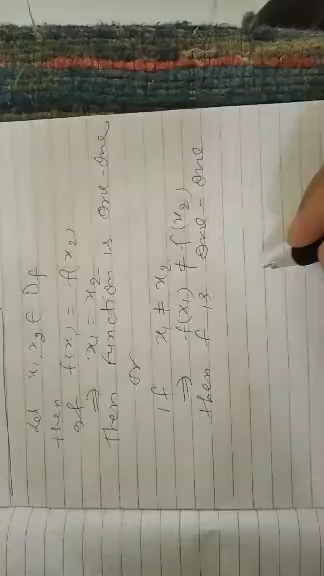 Let x1, x2 ∈ Df
then
If f(x1) = f(x2)
⇒ x1 = x2
then function is one-one
or
if x1 ≠ x2
⇒ f(x1) ≠ f(x2)
then f is one-one